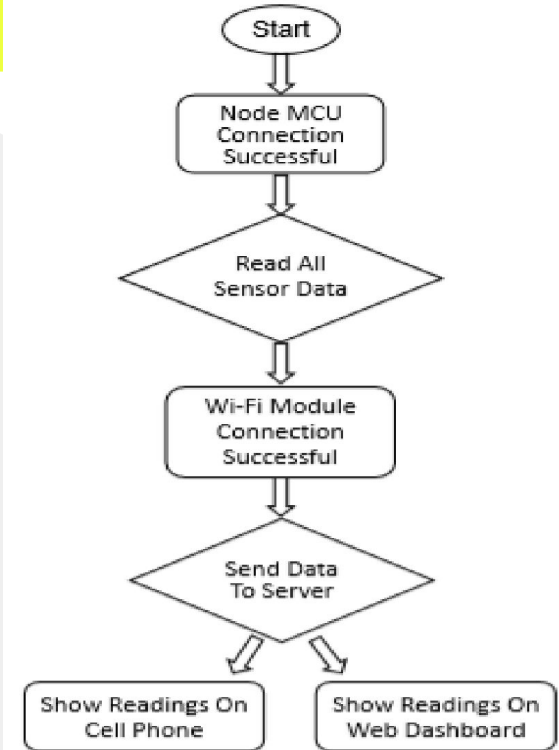 Start
Node MCU
Connection
Successful
Read All
Sensor Data
Wi-Fi Module
Connection
Successful
Send Data
To Server
Show Readings On
Cell Phone
Show Readings On
Web Dashboard